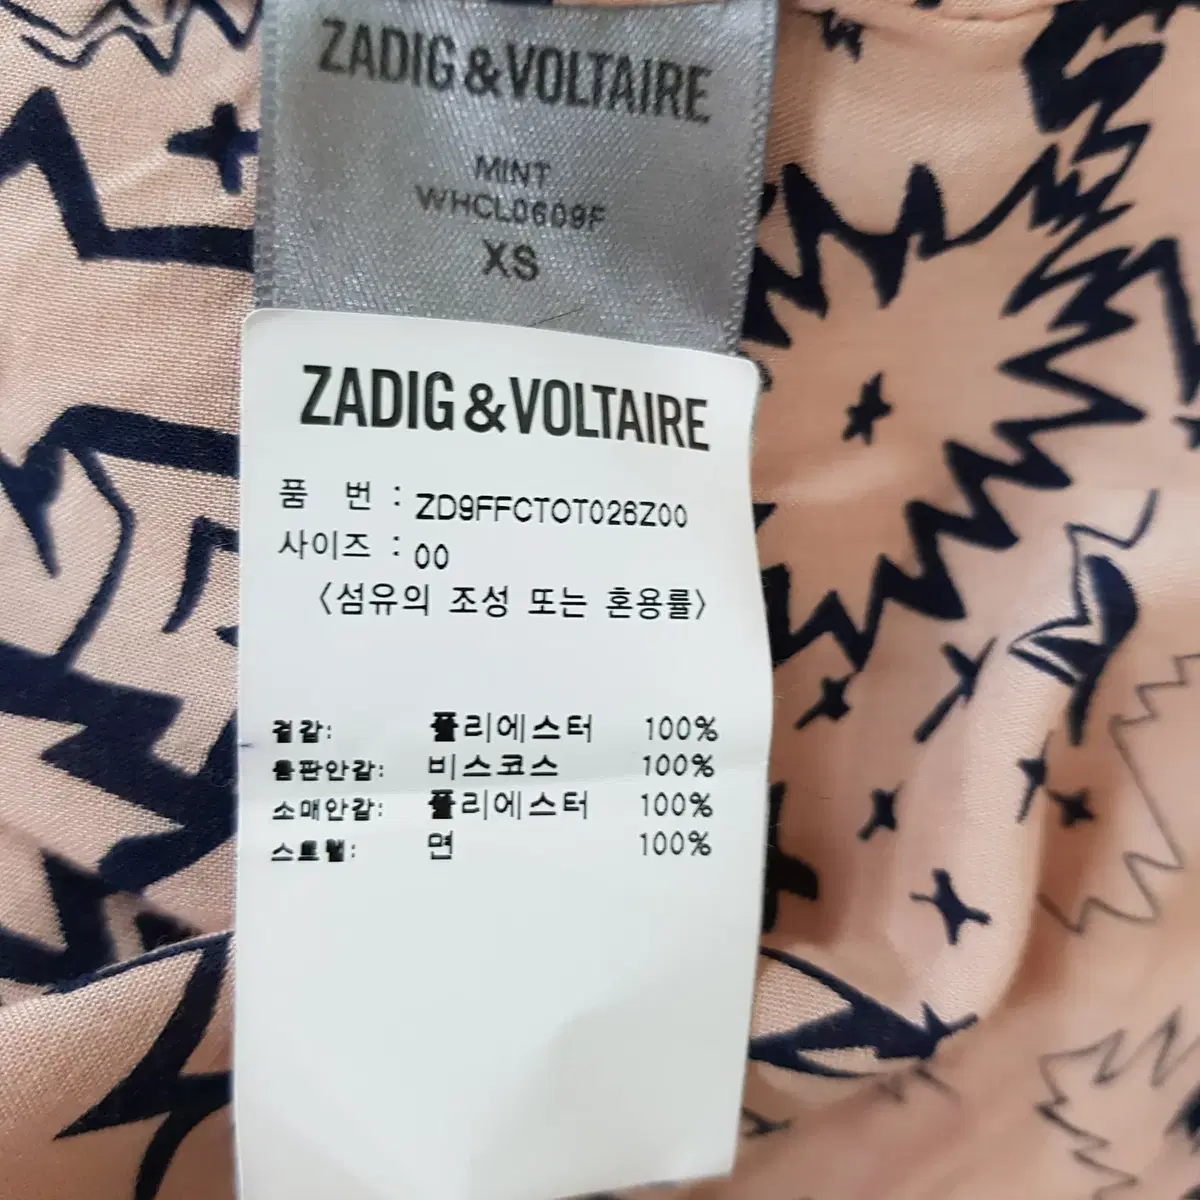 ZADIG&VOLTAIRE
MINT
WHCL0609F
XS
ZADIG&VOLTAIRE
품 번 : ZD9FFCTOT026Z00
사이즈 : 00
<섬유의 조성 또는 혼용률>
겉감: 폴리에스터 100%
몸판안감: 비스코스 100%
소매안감: 폴리에스터 100%
스트랩: 면 100%